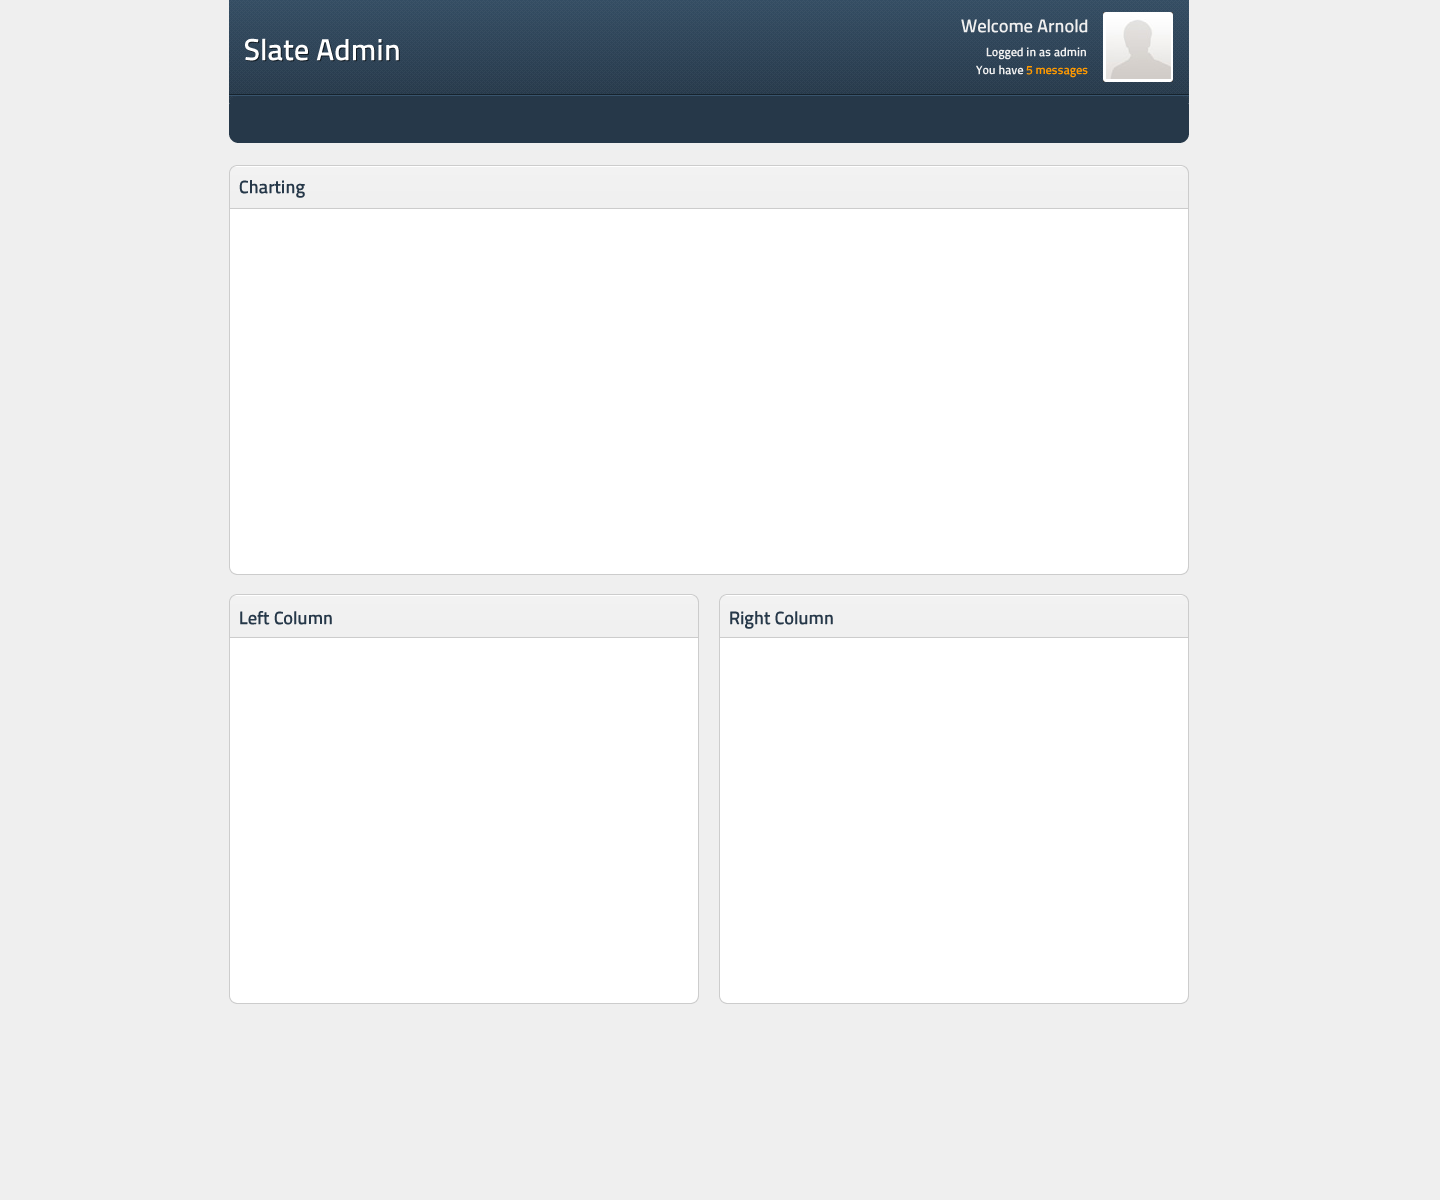 Slate Admin
Welcome Arnold
Logged in as admin
You have 5 messages
Charting
Left Column
Right Column